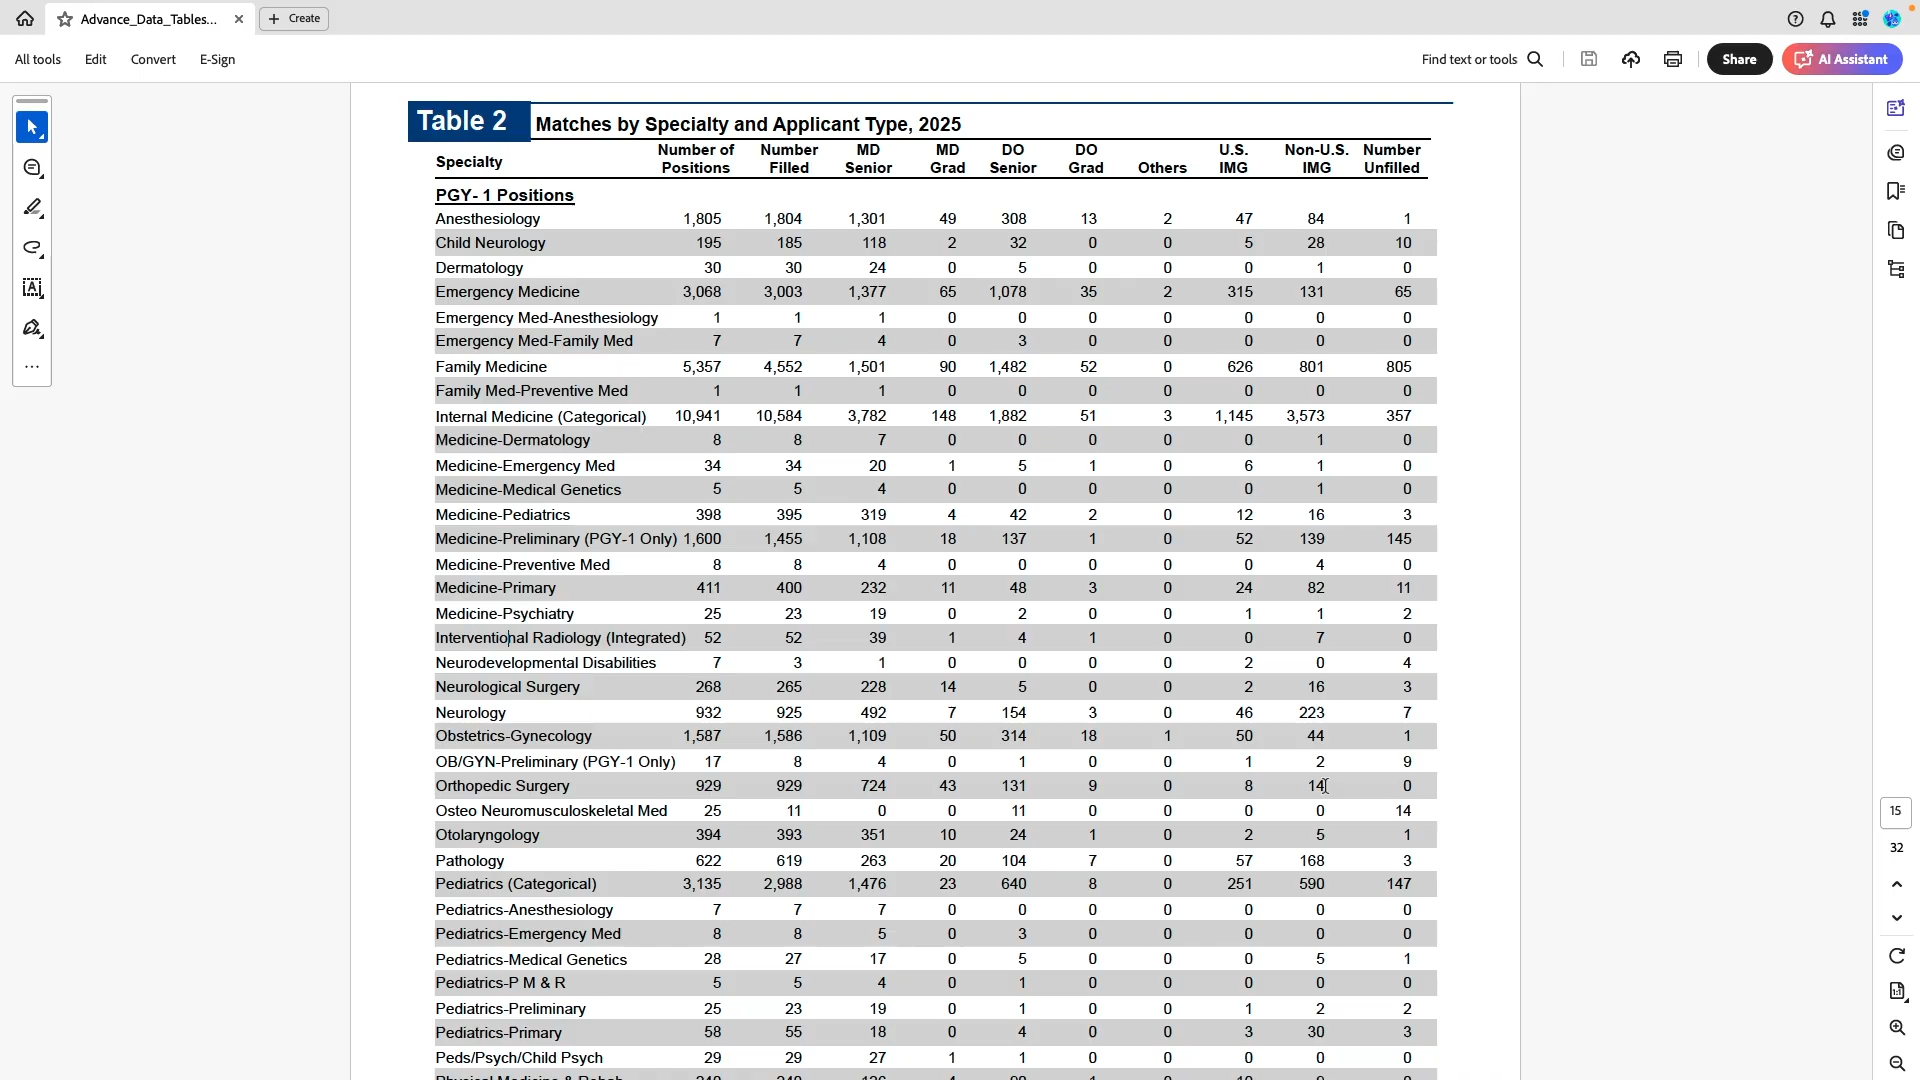 Advance_Data_Tables...
Create
All tools Edit Convert E-Sign Find text or tools Share AI Assistant
Table 2 Matches by Specialty and Applicant Type, 2025
Specialty Number of Positions Number Filled MD Senior MD Grad DO Senior DO Grad Others U.S. IMG Non-U.S. IMG Number Unfilled
PGY- 1 Positions
Anesthesiology 1,805 1,804 1,301 49 308 13 2 47 84 1
Child Neurology 195 185 118 2 32 0 0 5 28 10
Dermatology 30 30 24 0 5 0 0 0 1 0
Emergency Medicine 3,068 3,003 1,377 65 1,078 35 2 315 131 65
Emergency Med-Anesthesiology 1 1 1 0 0 0 0 0 0 0
Emergency Med-Family Med 7 7 4 0 3 0 0 0 0 0
Family Medicine 5,357 4,552 1,501 90 1,482 52 0 626 801 805
Family Med-Preventive Med 1 1 1 0 0 0 0 0 0 0
Internal Medicine (Categorical) 10,941 10,584 3,782 148 1,882 51 3 1,145 3,573 357
Medicine-Dermatology 8 8 7 0 0 0 0 0 1 0
Medicine-Emergency Med 34 34 20 1 5 1 0 6 1 0
Medicine-Medical Genetics 5 5 4 0 0 0 0 0 1 0
Medicine-Pediatrics 398 395 319 4 42 2 0 12 16 3
Medicine-Preliminary (PGY-1 Only) 1,600 1,455 1,108 18 137 1 0 52 139 145
Medicine-Preventive Med 8 8 4 0 0 0 0 0 4 0
Medicine-Primary 411 400 232 11 48 3 0 24 82 11
Medicine-Psychiatry 25 23 19 0 2 0 0 1 1 2
Interventional Radiology (Integrated) 52 52 39 1 4 1 0 0 7 0
Neurodevelopmental Disabilities 7 3 1 0 0 0 0 2 0 4
Neurological Surgery 268 265 228 14 5 0 0 2 16 3
Neurology 932 925 492 7 154 3 0 46 223 7
Obstetrics-Gynecology 1,587 1,586 1,109 50 314 18 1 50 44 1
OB/GYN-Preliminary (PGY-1 Only) 17 8 4 0 1 0 0 1 2 9
Orthopedic Surgery 929 929 724 43 131 9 0 8 14 0
Osteo Neuromusculoskeletal Med 25 11 0 0 11 0 0 0 0 14
Otolaryngology 394 393 351 10 24 1 0 2 5 1
Pathology 622 619 263 20 104 7 0 57 168 3
Pediatrics (Categorical) 3,135 2,988 1,476 23 640 8 0 251 590 147
Pediatrics-Anesthesiology 7 7 7 0 0 0 0 0 0 0
Pediatrics-Emergency Med 8 8 5 0 3 0 0 0 0 0
Pediatrics-Medical Genetics 28 27 17 0 5 0 0 0 5 1
Pediatrics-P M & R 5 5 4 0 1 0 0 0 0 0
Pediatrics-Preliminary 25 23 19 0 1 0 0 1 2 2
Pediatrics-Primary 58 55 18 0 4 0 0 3 30 3
Peds/Psych/Child Psych 29 29 27 1 1 0 0 0 0 0
15
32